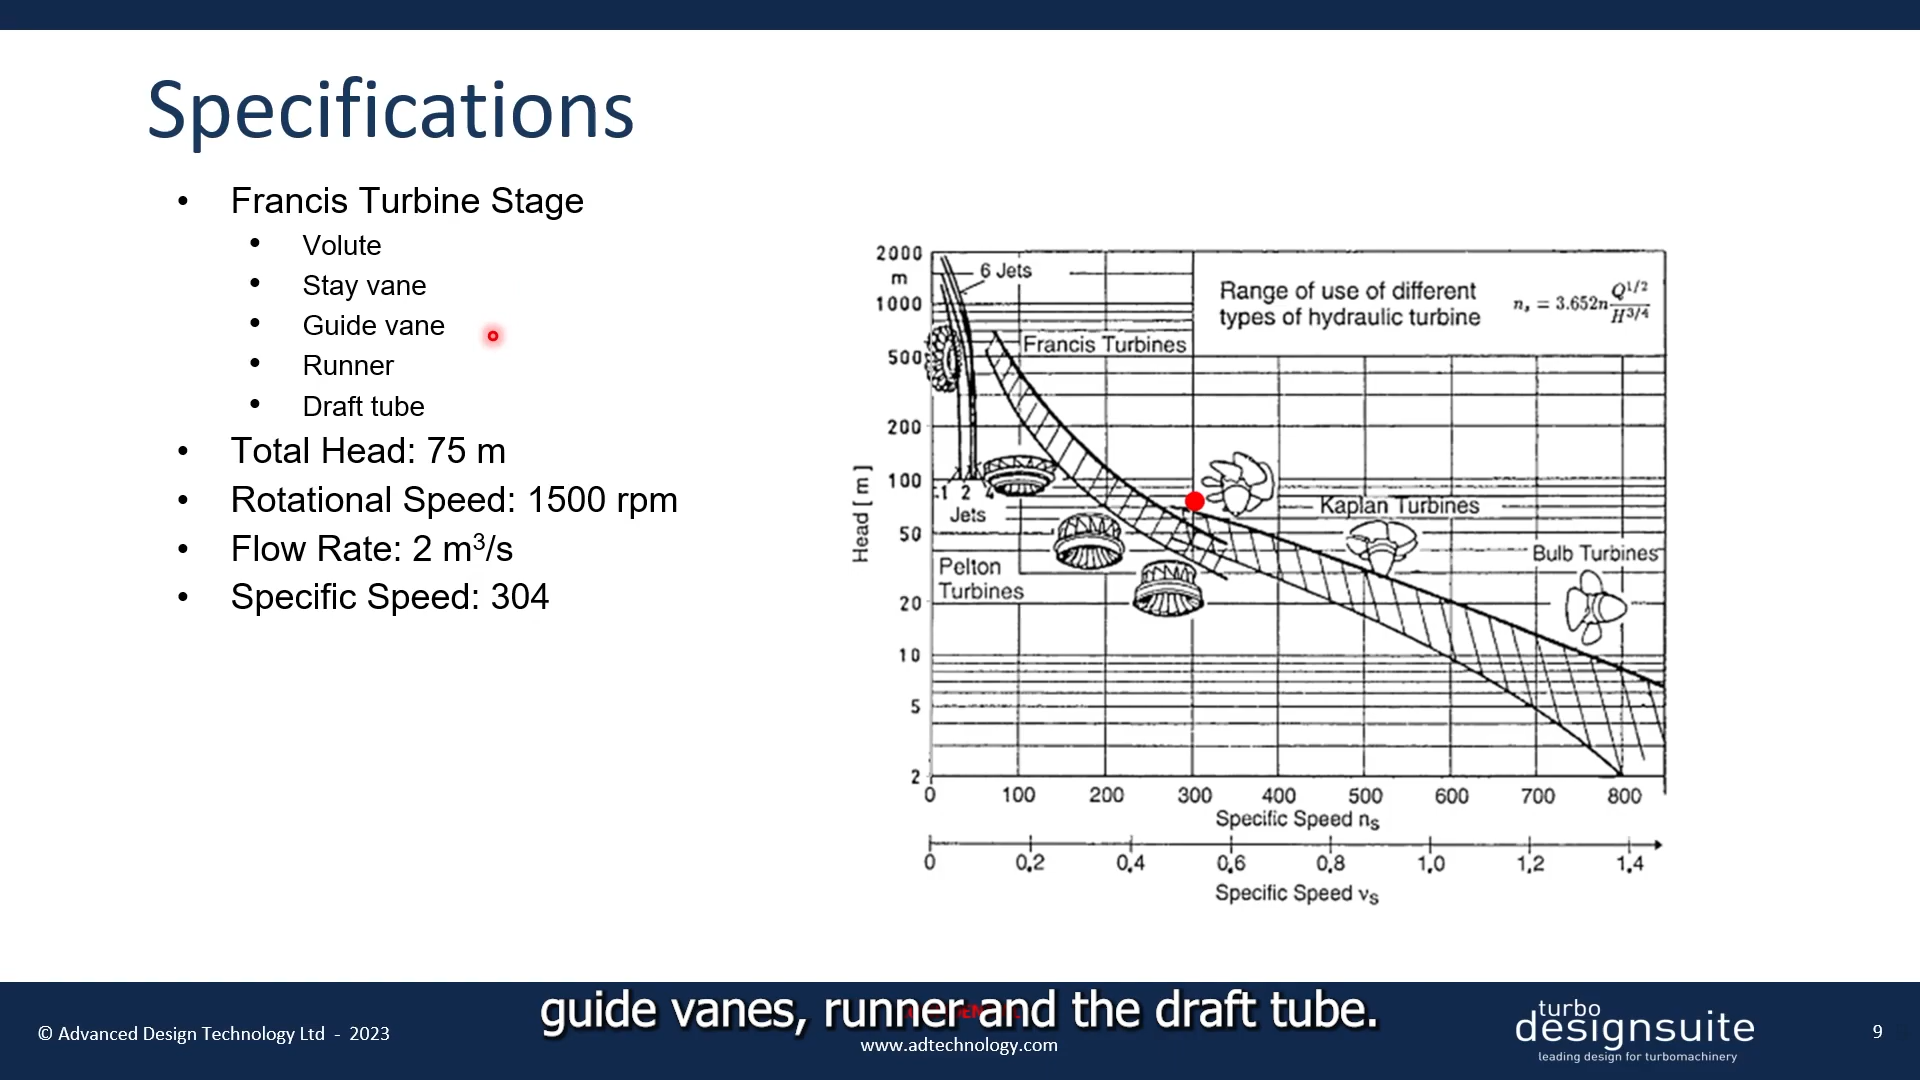 Specifications
• Francis Turbine Stage
• Volute
• Stay vane
• Guide vane
• Runner
• Draft tube
• Total Head: 75 m
• Rotational Speed: 1500 rpm
• Flow Rate: 2 m³/s
• Specific Speed: 304
2000
m
1000
500
200
100
50
20
10
5
2
Head [m]
6 Jets
Range of use of different
types of hydraulic turbine
nₛ = 3.652n Q^1/2 / H^3/4
Francis Turbines
1 2 4
Jets
Pelton
Turbines
Kaplan Turbines
Bulb Turbines
0 100 200 300 400 500 600 700 800
Specific Speed nₛ
0 0,2 0,4 0,6 0,8 1,0 1,2 1,4
Specific Speed νₛ
guide vanes, runner and the draft tube.
© Advanced Design Technology Ltd - 2023
www.adtechnology.com
turbo
designsuite
leading design for turbomachinery
9